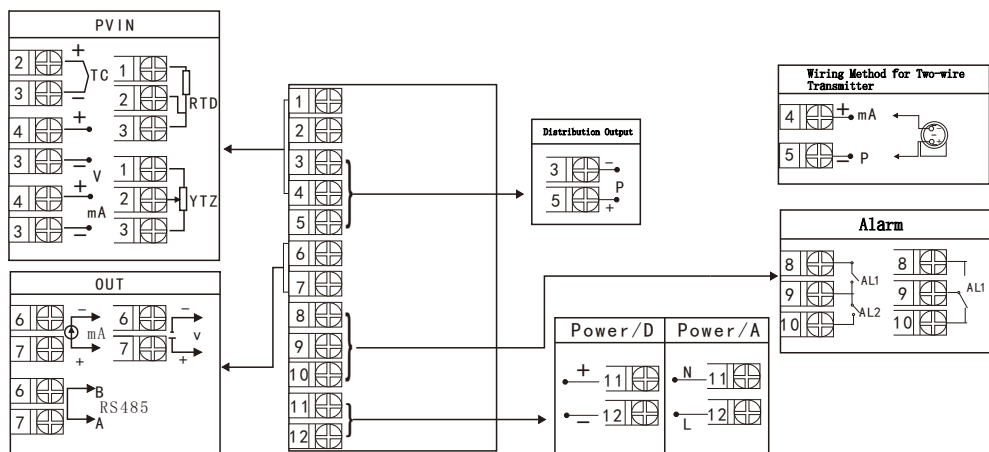 PVIN
2
+
TC
3
−
4
+
3
−
V
4
+
mA
3
−
1
2
RTD
3
1
2
YTZ
3
OUT
6
−
mA
7
+
6
−
v
7
+
6
B
RS485
7
A
1
2
3
4
5
6
7
8
9
10
11
12
Distribution Output
3
−
P
5
+
Power/D
+
11
−
12
Power/A
N
11
12
L
Wiring Method for Two-wire
Transmitter
4
+
mA
5
−
P
−
+
Alarm
8
AL1
9
AL2
10
8
9
AL1
10